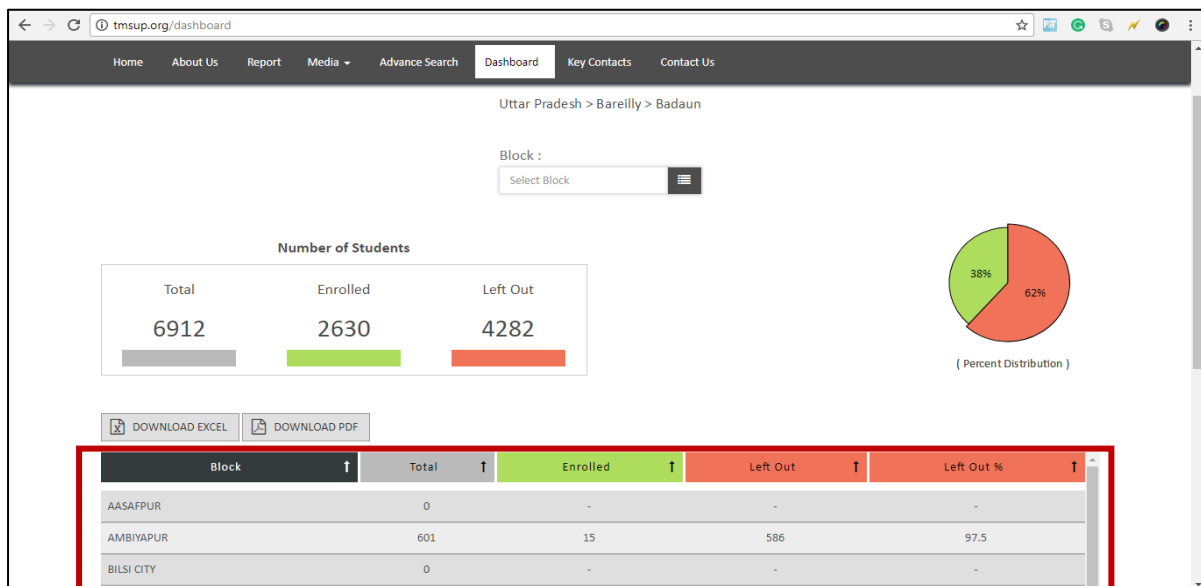 tmsup.org/dashboard
Home About Us Report Media Advance Search Dashboard Key Contacts Contact Us
Uttar Pradesh > Bareilly > Badaun
Block :
Select Block
Number of Students
Total Enrolled Left Out
6912 2630 4282
38%
62%
( Percent Distribution )
DOWNLOAD EXCEL DOWNLOAD PDF
Block Total Enrolled Left Out Left Out %
AASAFPUR 0 - - -
AMBIYAPUR 601 15 586 97.5
BILSI CITY 0 - - -